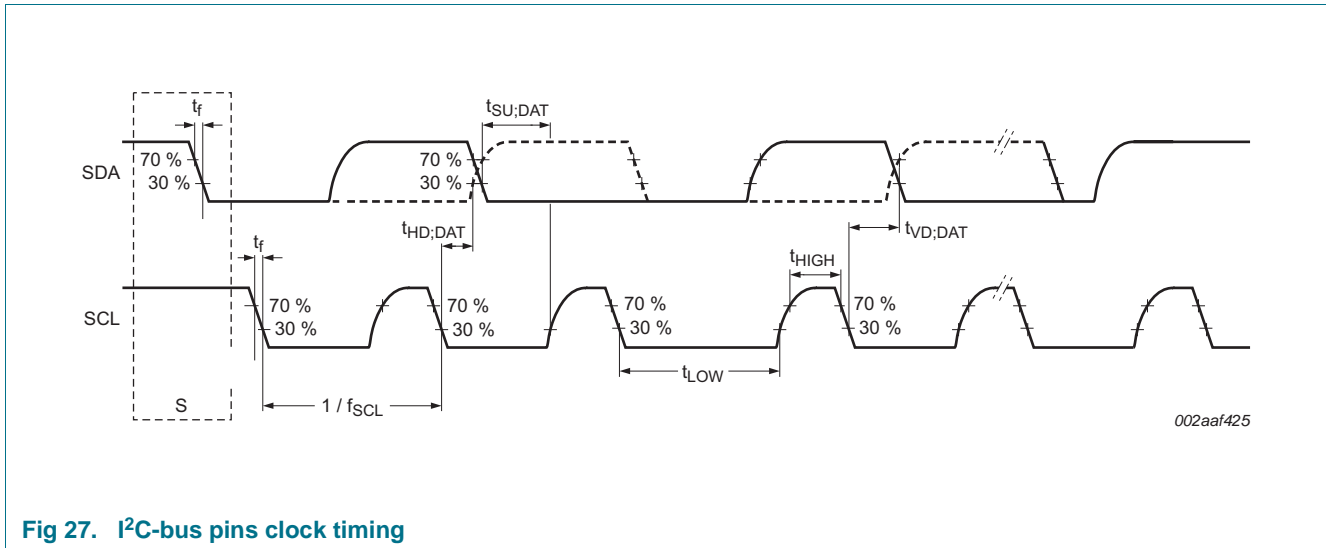 tf
tSU;DAT
70 %
SDA
30 %
70 %
30 %
tf
tHD;DAT
tVD;DAT
tHIGH
70 %
SCL
30 %
70 %
30 %
70 %
30 %
70 %
30 %
tLOW
S
1 / fSCL
002aaf425
Fig 27. I²C-bus pins clock timing